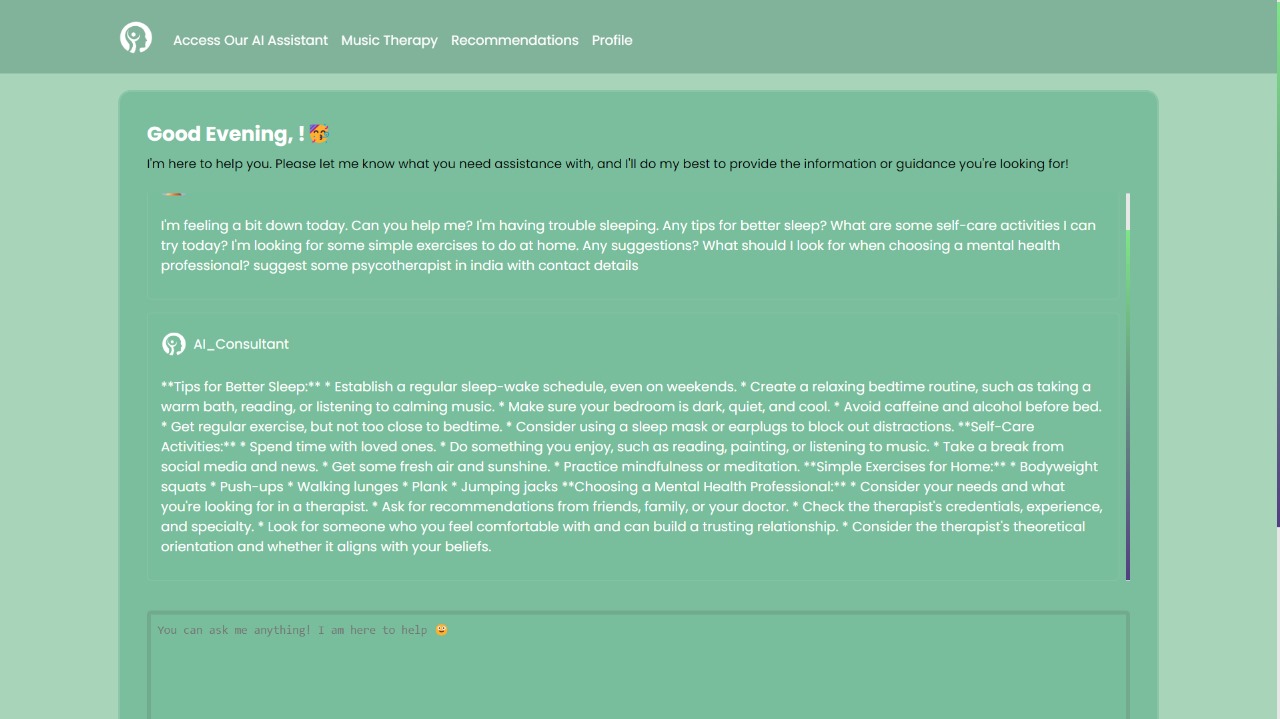 Access Our AI Assistant Music Therapy Recommendations Profile
Good Evening, !🥳
I'm here to help you. Please let me know what you need assistance with, and I'll do my best to provide the information or guidance you're looking for!
I'm feeling a bit down today. Can you help me? I'm having trouble sleeping. Any tips for better sleep? What are some self-care activities I can
try today? I'm looking for some simple exercises to do at home. Any suggestions? What should I look for when choosing a mental health
professional? suggest some psycotherapist in india with contact details
AI_Consultant
**Tips for Better Sleep:** * Establish a regular sleep-wake schedule, even on weekends. * Create a relaxing bedtime routine, such as taking a
warm bath, reading, or listening to calming music. * Make sure your bedroom is dark, quiet, and cool. * Avoid caffeine and alcohol before bed.
* Get regular exercise, but not too close to bedtime. * Consider using a sleep mask or earplugs to block out distractions. **Self-Care
Activities:** * Spend time with loved ones. * Do something you enjoy, such as reading, painting, or listening to music. * Take a break from
social media and news. * Get some fresh air and sunshine. * Practice mindfulness or meditation. **Simple Exercises for Home:** * Bodyweight
squats * Push-ups * Walking lunges * Plank * Jumping jacks **Choosing a Mental Health Professional:** * Consider your needs and what
you're looking for in a therapist. * Ask for recommendations from friends, family, or your doctor. * Check the therapist's credentials, experience,
and specialty. * Look for someone who you feel comfortable with and can build a trusting relationship. * Consider the therapist's theoretical
orientation and whether it aligns with your beliefs.
You can ask me anything! I am here to help 😀